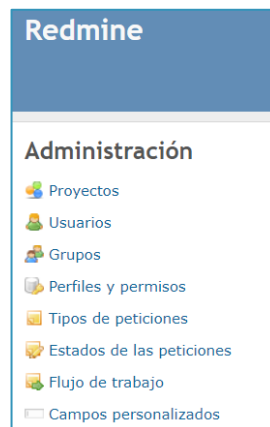 Redmine
Administración
Proyectos
Usuarios
Grupos
Perfiles y permisos
Tipos de peticiones
Estados de las peticiones
Flujo de trabajo
Campos personalizados